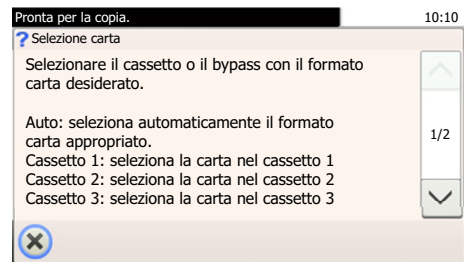 Pronta per la copia.
10:10
? Selezione carta
Selezionare il cassetto o il bypass con il formato
carta desiderato.
Auto: seleziona automaticamente il formato
carta appropriato.
1/2
Cassetto 1: seleziona la carta nel cassetto 1
Cassetto 2: seleziona la carta nel cassetto 2
Cassetto 3: seleziona la carta nel cassetto 3